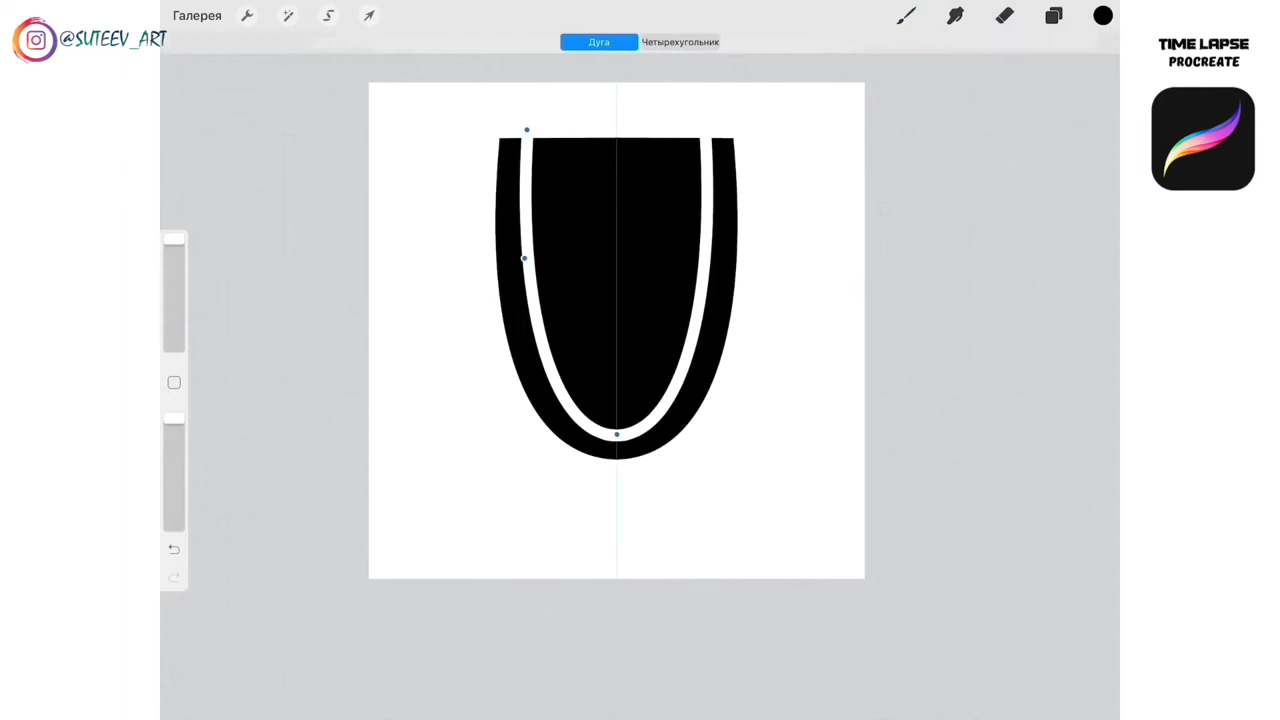 Галерея
@SUTEEV_ART
Дуга
Четырехугольник
TIME LAPSE
PROCREATE